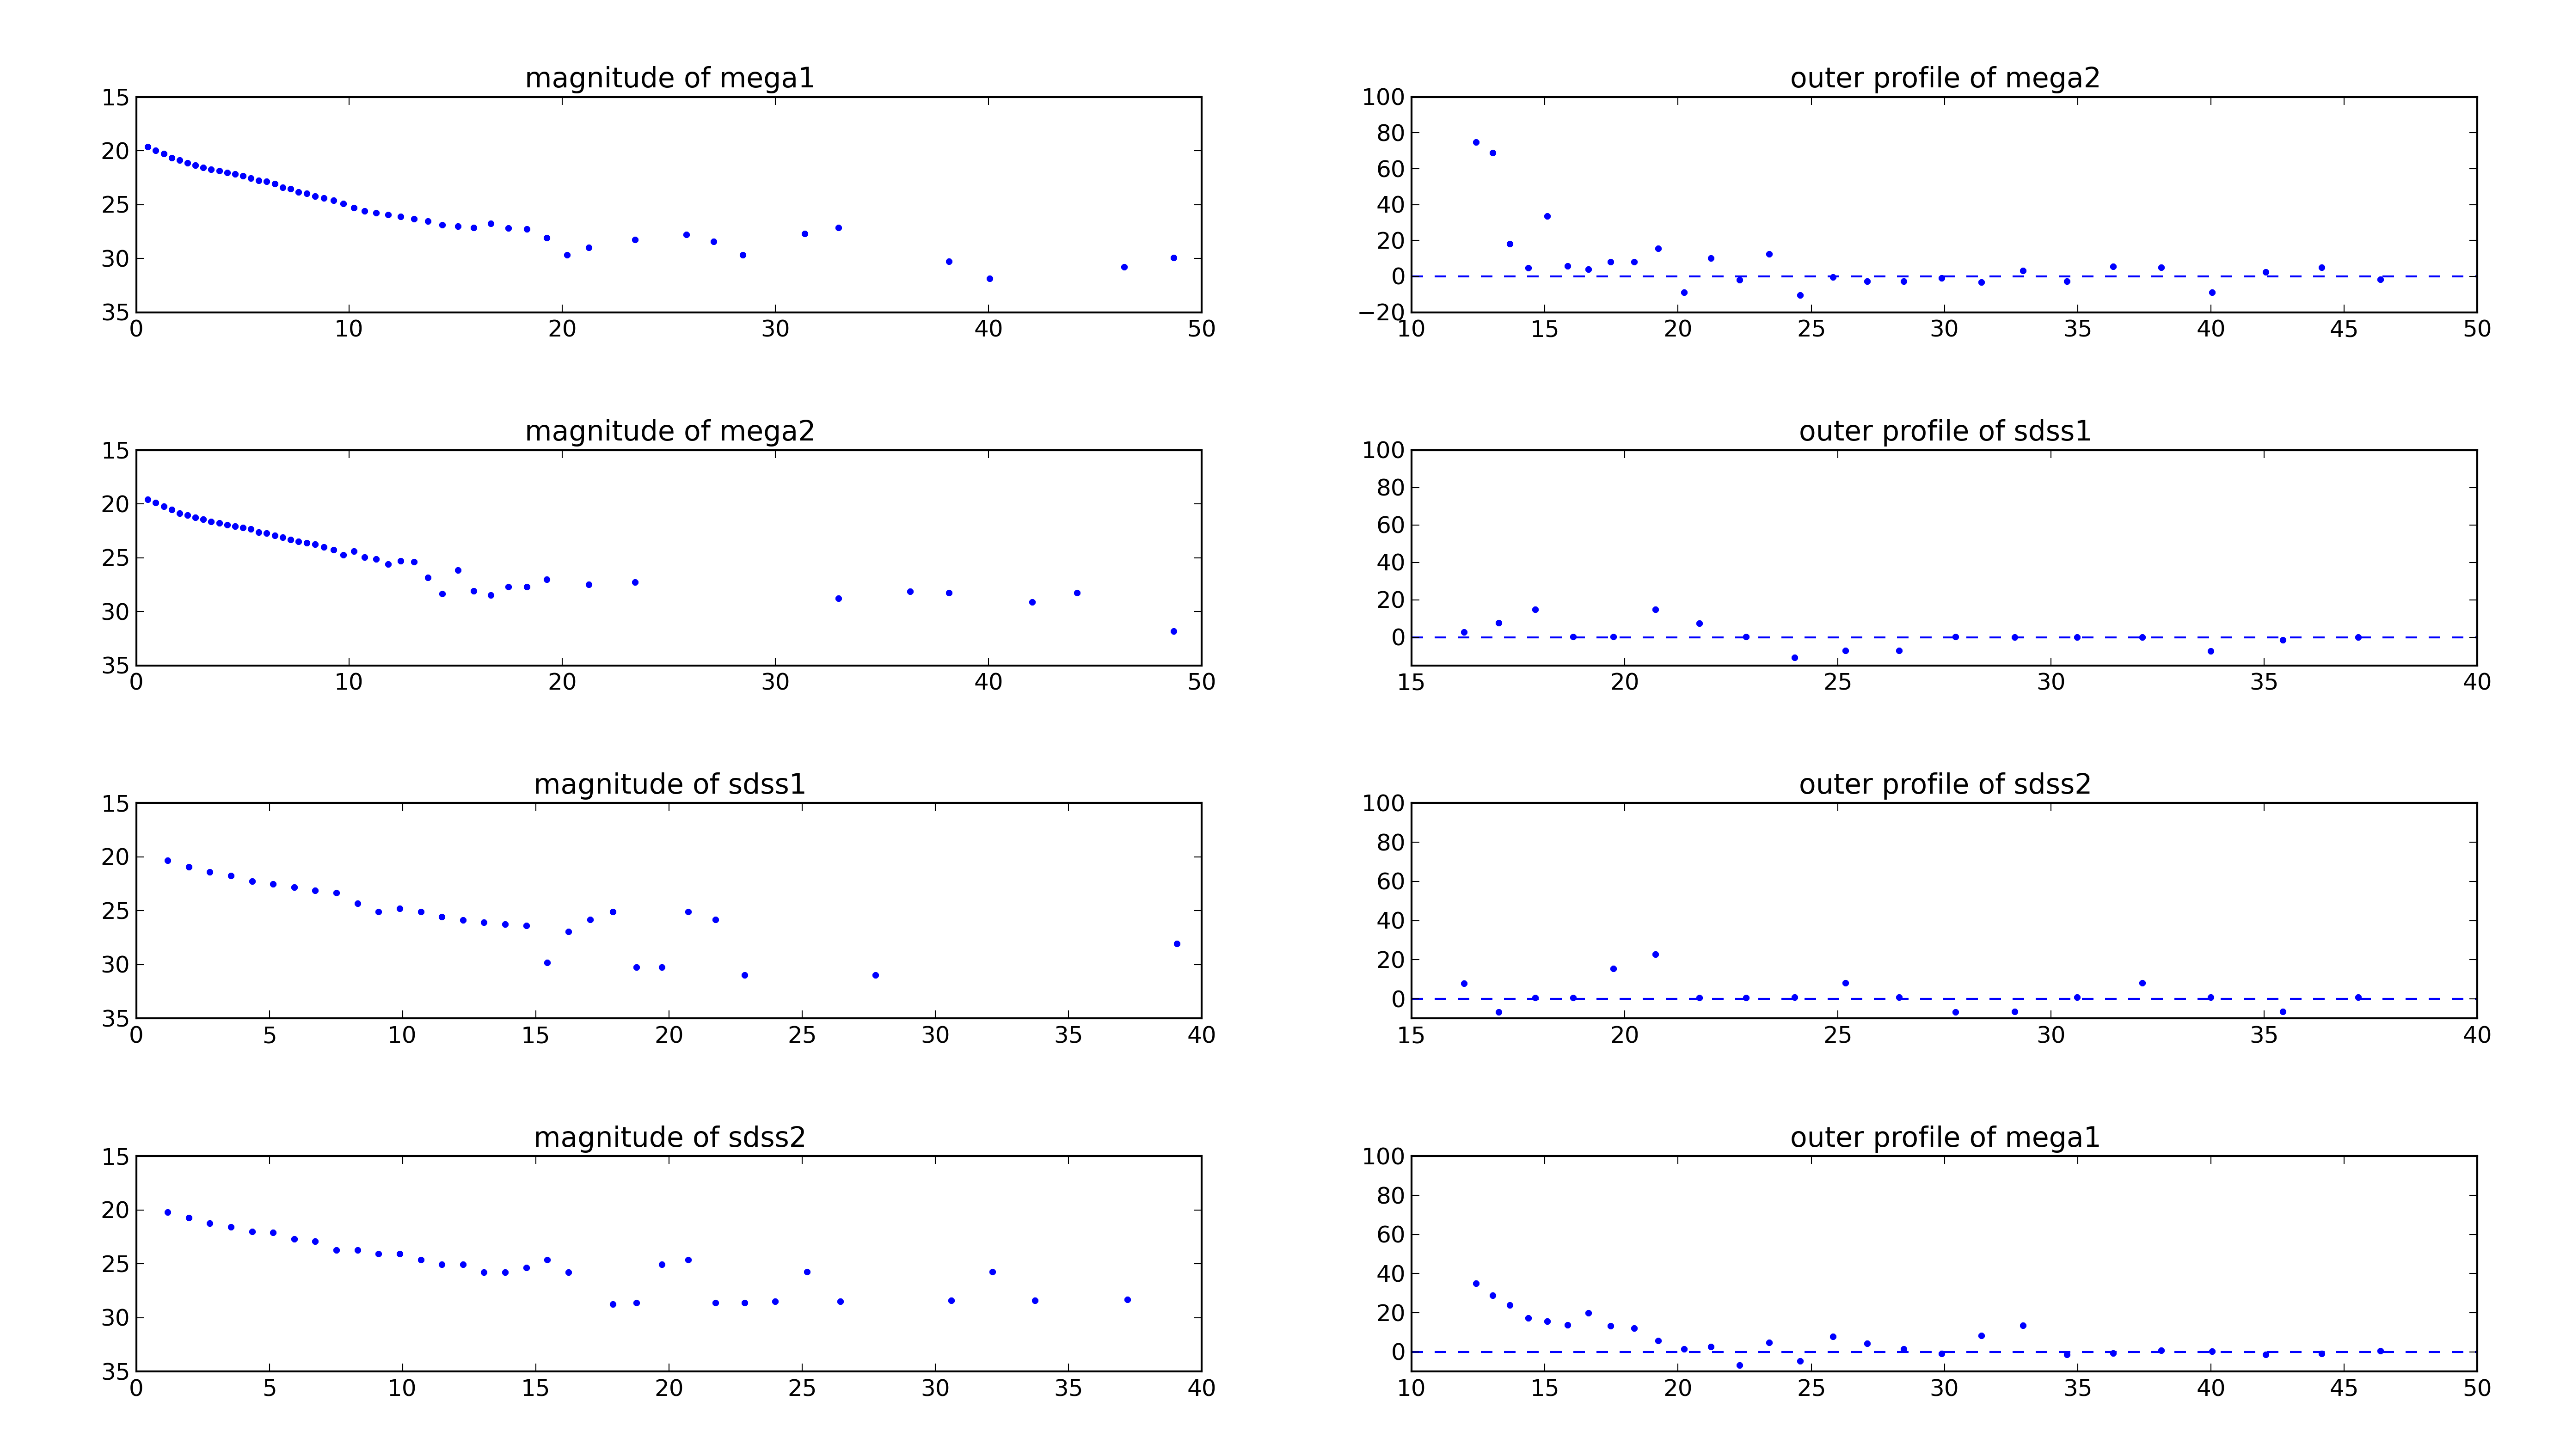 magnitude of mega1
15
20
25
30
35
0 10 20 30 40 50
outer profile of mega2
100
80
60
40
20
0
−20
10 15 20 25 30 35 40 45 50
magnitude of mega2
15
20
25
30
35
0 10 20 30 40 50
outer profile of sdss1
100
80
60
40
20
0
15 20 25 30 35 40
magnitude of sdss1
15
20
25
30
35
0 5 10 15 20 25 30 35 40
outer profile of sdss2
100
80
60
40
20
0
15 20 25 30 35 40
magnitude of sdss2
15
20
25
30
35
0 5 10 15 20 25 30 35 40
outer profile of mega1
100
80
60
40
20
0
10 15 20 25 30 35 40 45 50